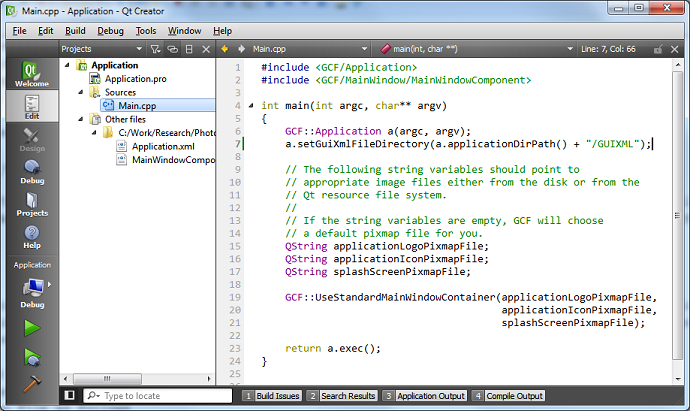 Main.cpp - Application - Qt Creator
File Edit Build Debug Tools Window Help
Projects
Main.cpp
main(int, char **)
Line: 7, Col: 66
Qt
Welcome
Edit
Design
Debug
Projects
Help
Application
Debug
Application
Application.pro
Sources
Main.cpp
Other files
C:/Work/Research/Phot
Application.xml
MainWindowCompo
1 #include <GCF/Application>
2 #include <GCF/MainWindow/MainWindowComponent>
3
4 int main(int argc, char** argv)
5 {
6 GCF::Application a(argc, argv);
7 a.setGuiXmlFileDirectory(a.applicationDirPath() + "/GUIXML");
8
9 // The following string variables should point to
10 // appropriate image files either from the disk or from the
11 // Qt resource file system.
12 //
13 // If the string variables are empty, GCF will choose
14 // a default pixmap file for you.
15 QString applicationLogoPixmapFile;
16 QString applicationIconPixmapFile;
17 QString splashScreenPixmapFile;
18
19 GCF::UseStandardMainWindowContainer(applicationLogoPixmapFile,
20 applicationIconPixmapFile,
21 splashScreenPixmapFile);
22
23 return a.exec();
24 }
25
Type to locate
1 Build Issues
2 Search Results
3 Application Output
4 Compile Output